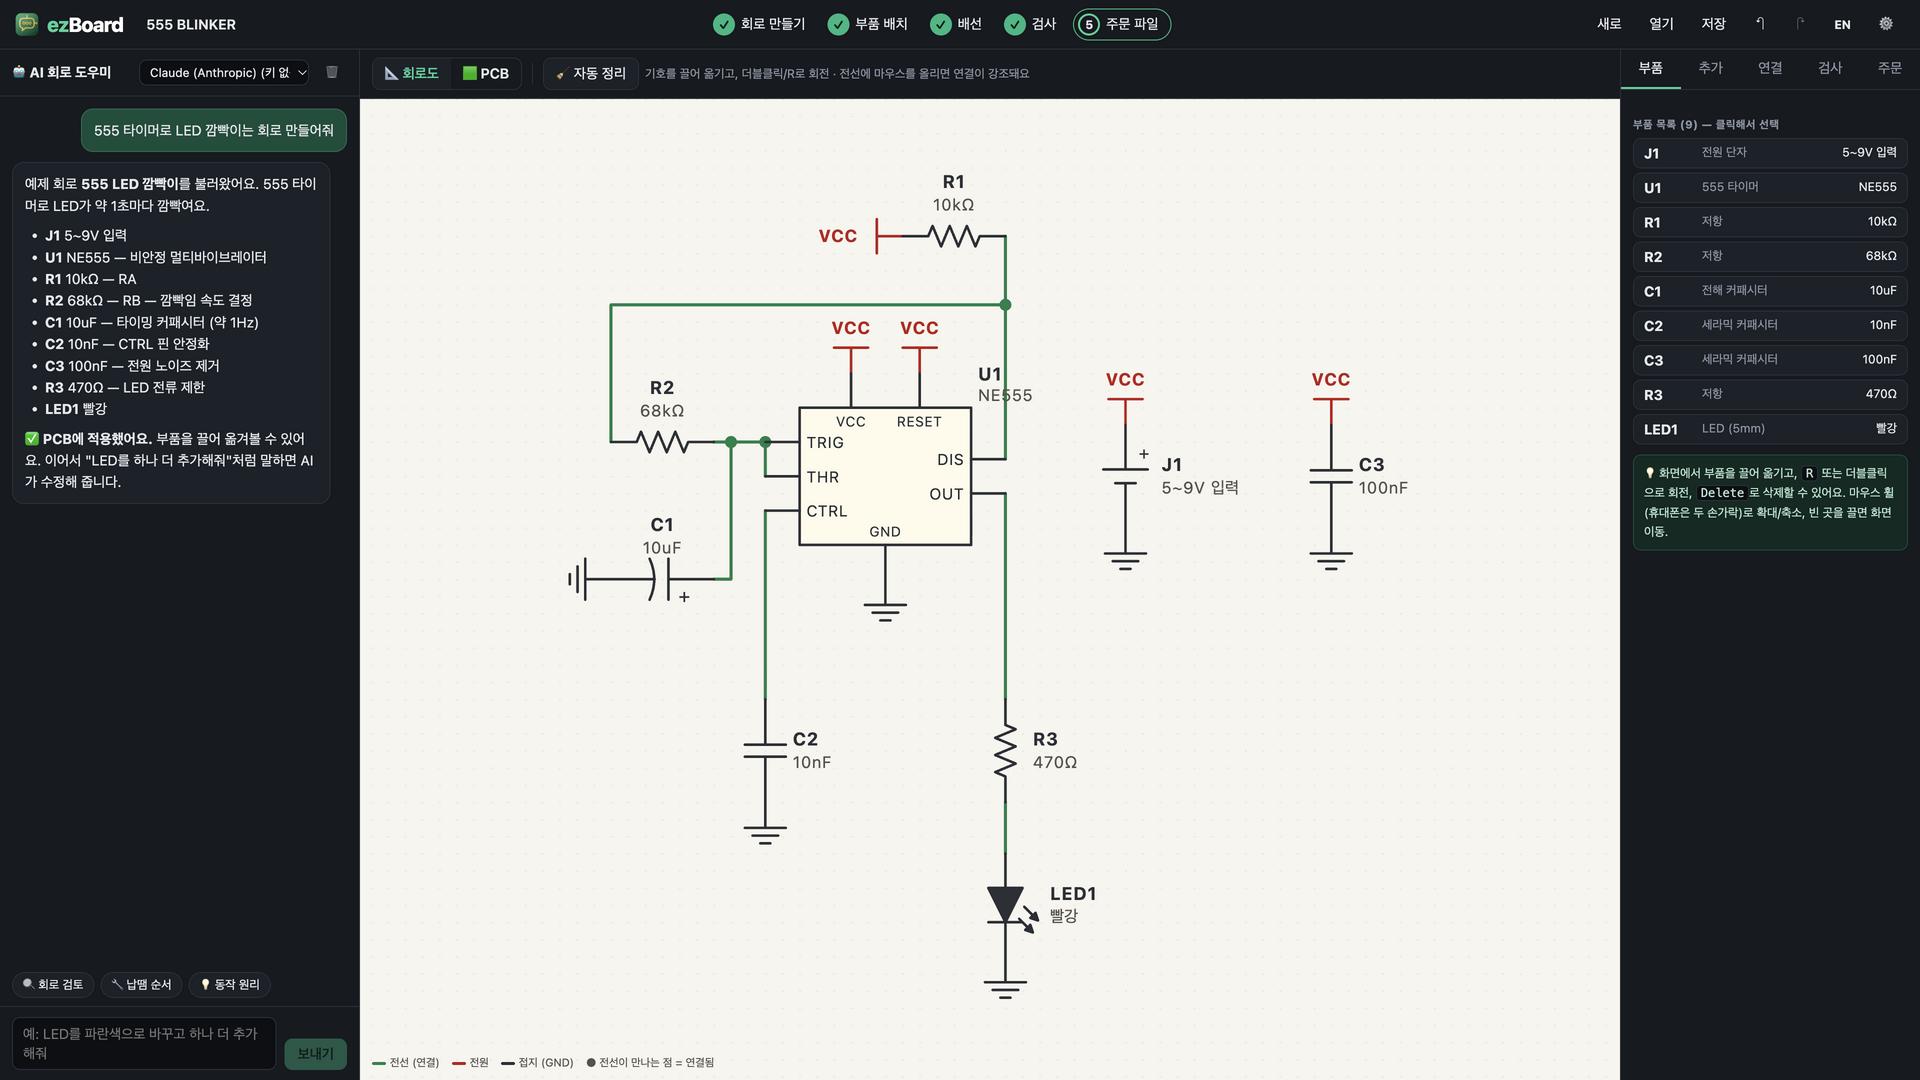 ezBoard
555 BLINKER
회로 만들기
부품 배치
배선
검사
5 주문 파일
새로
열기
저장
EN
AI 회로 도우미
Claude (Anthropic) (키 없
회로도
PCB
자동 정리
기호를 끌어 옮기고, 더블클릭/R로 회전 · 전선에 마우스를 올리면 연결이 강조돼요
부품
추가
연결
검사
주문
555 타이머로 LED 깜빡이는 회로 만들어줘
예제 회로 555 LED 깜빡이를 불러왔어요. 555 타이
머로 LED가 약 1초마다 깜빡여요.
• J1 5~9V 입력
• U1 NE555 — 비안정 멀티바이브레이터
• R1 10kΩ — RA
• R2 68kΩ — RB — 깜빡임 속도 결정
• C1 10uF — 타이밍 커패시터 (약 1Hz)
• C2 10nF — CTRL 핀 안정화
• C3 100nF — 전원 노이즈 제거
• R3 470Ω — LED 전류 제한
• LED1 빨강
✅ PCB에 적용했어요. 부품을 끌어 옮겨볼 수 있어
요. 이어서 "LED를 하나 더 추가해줘"처럼 말하면 AI
가 수정해 줍니다.
회로 검토
납땜 순서
동작 원리
예: LED를 파란색으로 바꾸고 하나 더 추가
해줘
보내기
R1
10kΩ
VCC
VCC
VCC
U1
NE555
R2
68kΩ
VCC
RESET
TRIG
THR
CTRL
DIS
OUT
GND
C1
10uF
+
VCC
+
J1
5~9V 입력
VCC
C3
100nF
C2
10nF
R3
470Ω
LED1
빨강
전선 (연결)
전원
접지 (GND)
전선이 만나는 점 = 연결됨
부품 목록 (9) — 클릭해서 선택
J1 전원 단자 5~9V 입력
U1 555 타이머 NE555
R1 저항 10kΩ
R2 저항 68kΩ
C1 전해 커패시터 10uF
C2 세라믹 커패시터 10nF
C3 세라믹 커패시터 100nF
R3 저항 470Ω
LED1 LED (5mm) 빨강
화면에서 부품을 끌어 옮기고, R 또는 더블클릭
으로 회전, Delete 로 삭제할 수 있어요. 마우스 휠
(휴대폰은 두 손가락)로 확대/축소, 빈 곳을 끌면 화면
이동.